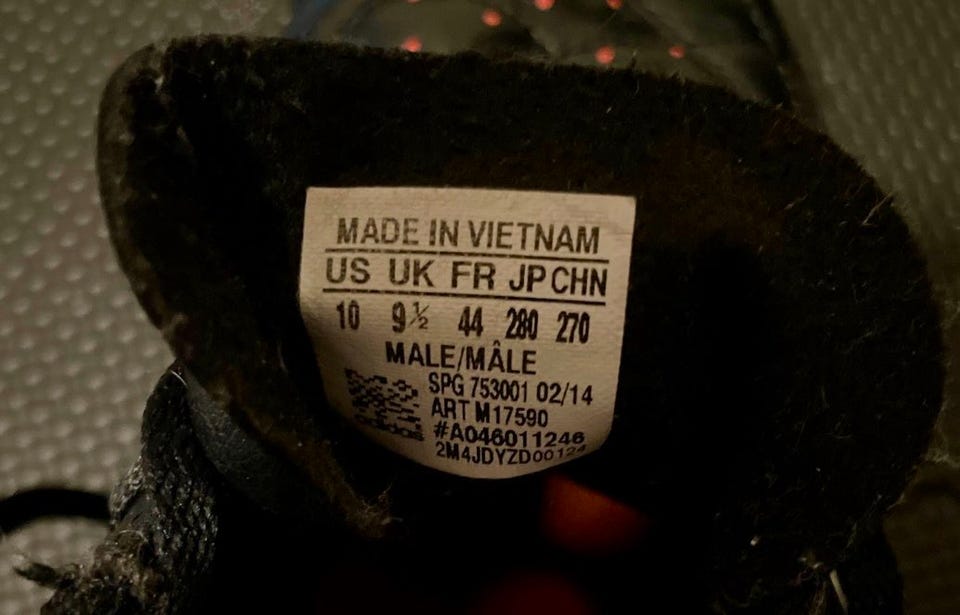 MADE IN VIETNAM
US UK FR JP CHN
10 9½ 44 280 270
MALE/MÂLE
SPG 753001 02/14
ART M17590
#A046011246
2M4JDYZD00124